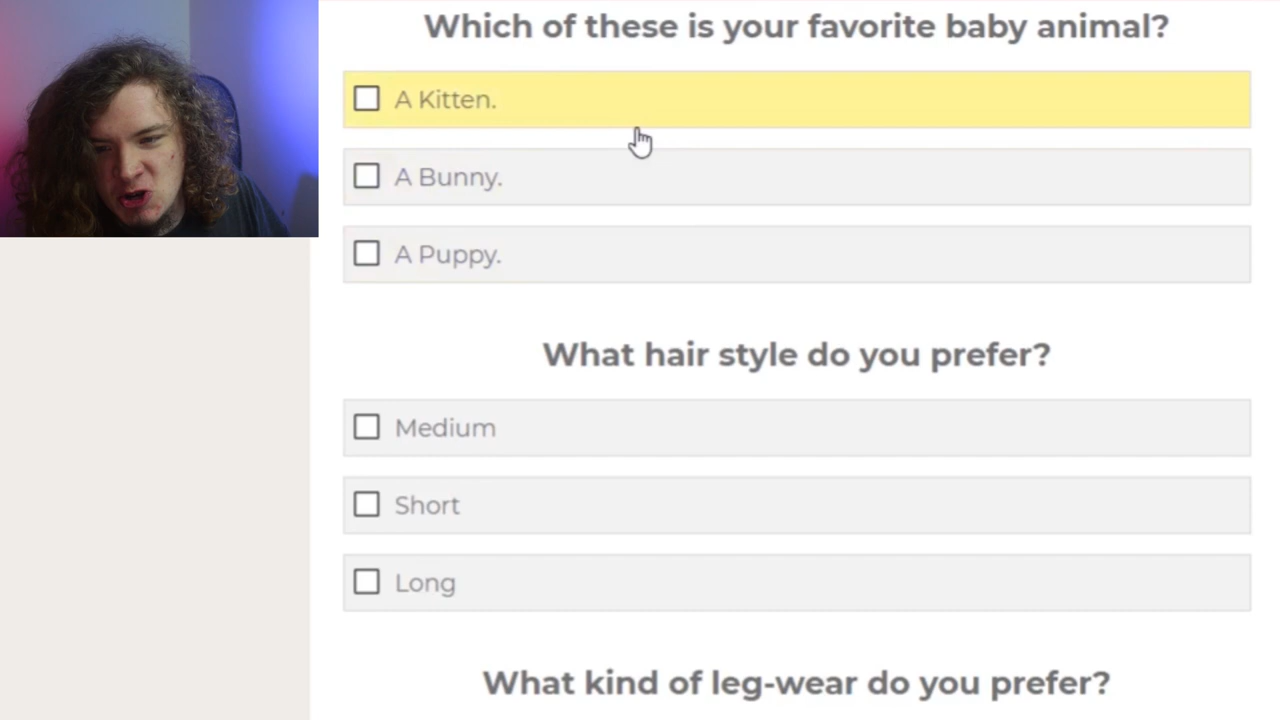 Which of these is your favorite baby animal?
A Kitten.
A Bunny.
A Puppy.
What hair style do you prefer?
Medium
Short
Long
What kind of leg-wear do you prefer?